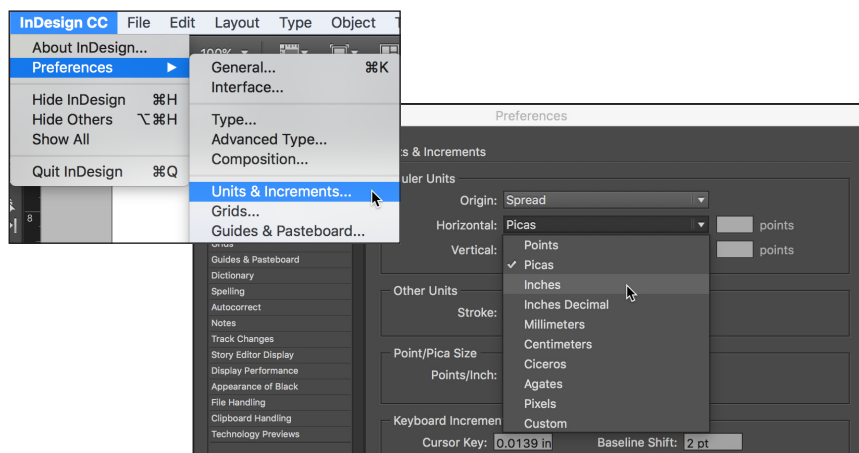 InDesign CC File Edit Layout Type Object
About InDesign...
Preferences ▶
Hide InDesign ⌘H
Hide Others ⌥⌘H
Show All
Quit InDesign ⌘Q
100%
General... ⌘K
Interface...
Type...
Advanced Type...
Composition...
Units & Increments...
Grids...
Guides & Pasteboard...
8
Preferences
s & Increments
uler Units
Origin: Spread
Horizontal: Picas points
Vertical: points
Points
✓ Picas
Inches
Inches Decimal
Millimeters
Centimeters
Ciceros
Agates
Pixels
Custom
Other Units
Stroke:
Point/Pica Size
Points/Inch:
Keyboard Incremen
Cursor Key: 0.0139 in Baseline Shift: 2 pt
Grids
Guides & Pasteboard
Dictionary
Spelling
Autocorrect
Notes
Track Changes
Story Editor Display
Display Performance
Appearance of Black
File Handling
Clipboard Handling
Technology Previews